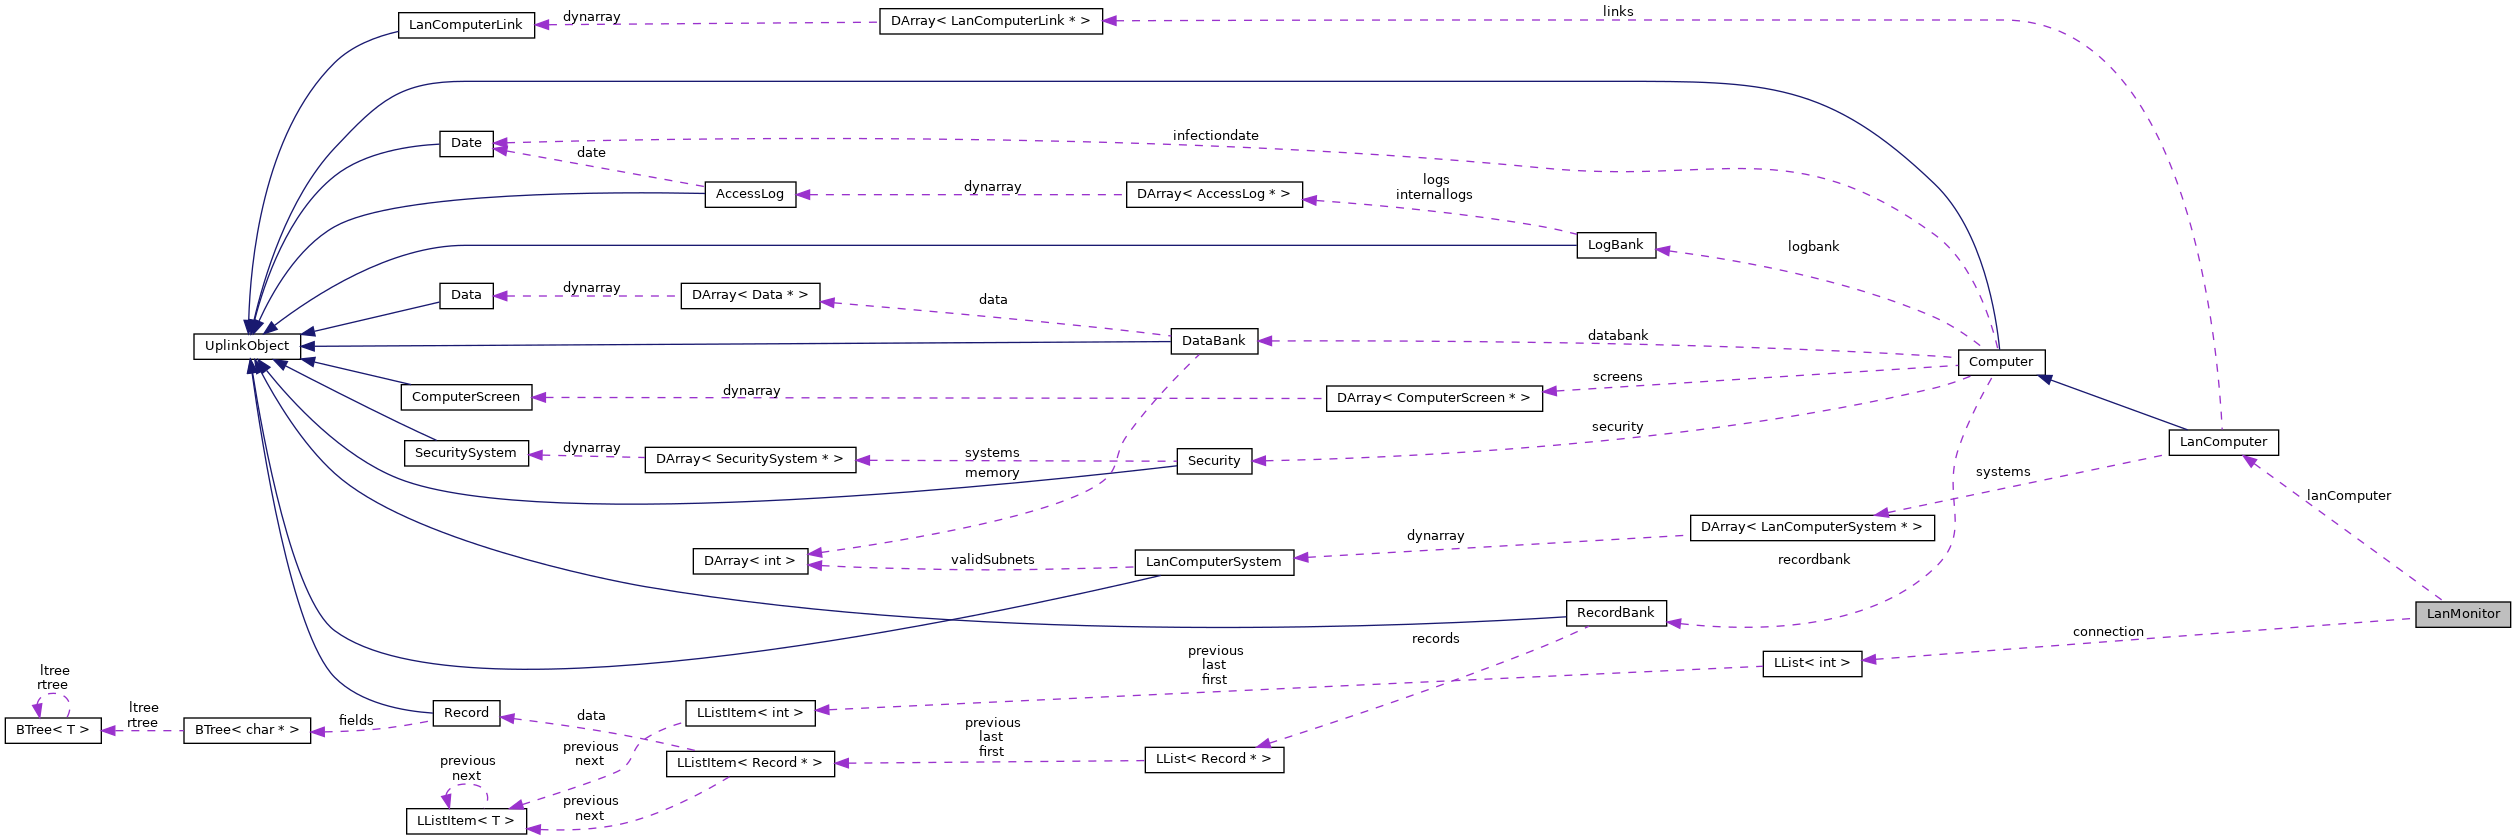 links
LanComputerLink
dynarray
DArray< LanComputerLink * >
Date
infectiondate
date
AccessLog
dynarray
DArray< AccessLog * >
logs
internallogs
LogBank
logbank
Data
dynarray
DArray< Data * >
data
UplinkObject
DataBank
databank
Computer
ComputerScreen
dynarray
DArray< ComputerScreen * >
screens
security
LanComputer
SecuritySystem
dynarray
DArray< SecuritySystem * >
systems
memory
Security
systems
lanComputer
DArray< LanComputerSystem * >
dynarray
DArray< int >
validSubnets
LanComputerSystem
recordbank
RecordBank
LanMonitor
records
connection
previous
last
first
LList< int >
ltree
rtree
ltree
rtree
BTree< T >
BTree< char * >
fields
Record
data
LListItem< int >
previous
last
first
previous
next
LListItem< Record * >
LList< Record * >
previous
next
previous
next
LListItem< T >